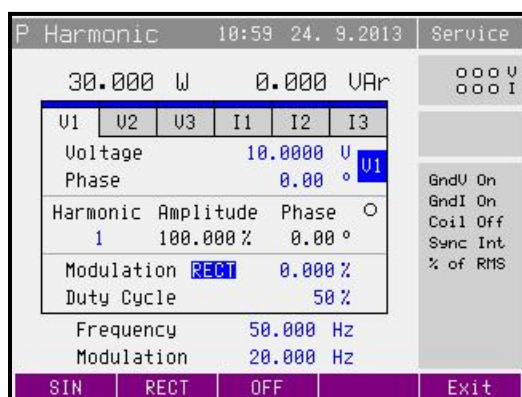 P Harmonic 10:59 24. 9.2013 Service
30.000 W 0.000 VAr
000 V
000 I
U1 U2 U3 I1 I2 I3
Voltage 10.0000 V
U1
Phase 0.00 °
Harmonic Amplitude Phase
1 100.000 % 0.00 °
Modulation RECT 0.000 %
Duty Cycle 50 %
Frequency 50.000 Hz
Modulation 20.000 Hz
GndU On
GndI On
Coil Off
Sync Int
% of RMS
SIN RECT OFF Exit